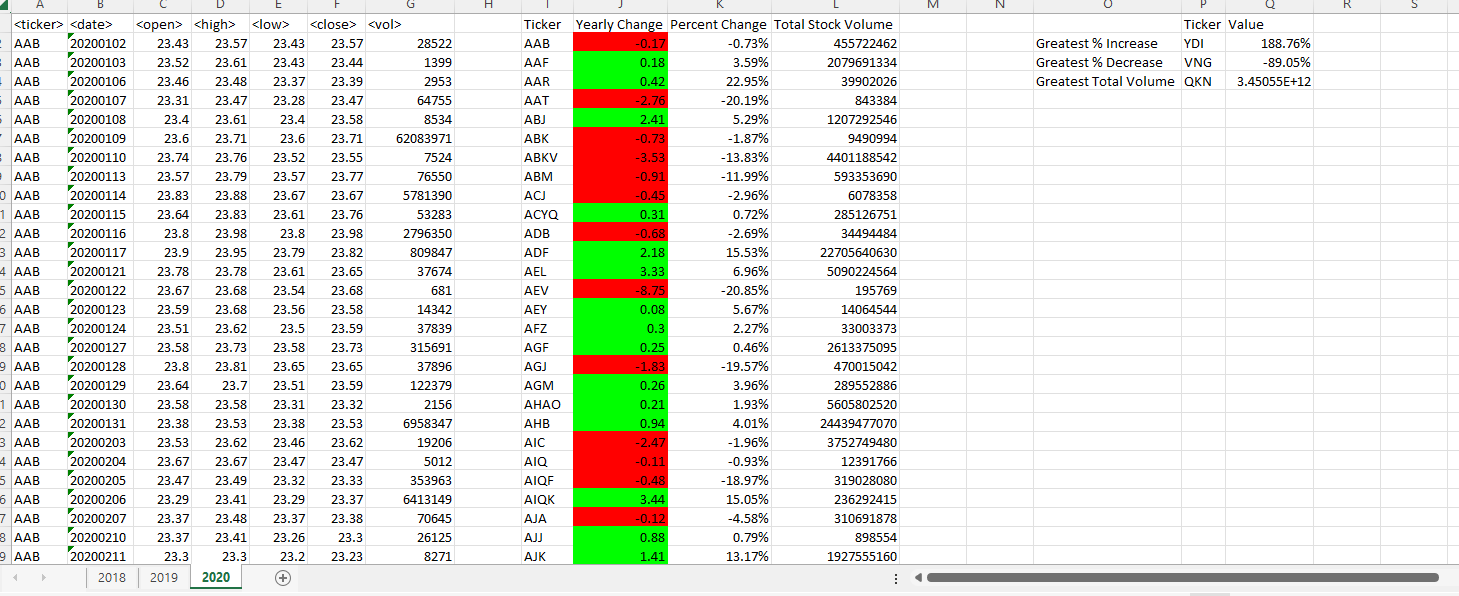 A B C D E F G H I J K L M N O P Q R S
<ticker> <date> <open> <high> <low> <close> <vol> Ticker Yearly Change Percent Change Total Stock Volume Ticker Value
AAB 20200102 23.43 23.57 23.43 23.57 28522 AAB -0.17 -0.73% 455722462 Greatest % Increase YDI 188.76%
AAB 20200103 23.52 23.61 23.43 23.44 1399 AAF 0.18 3.59% 2079691334 Greatest % Decrease VNG -89.05%
AAB 20200106 23.46 23.48 23.37 23.39 2953 AAR 0.42 22.95% 39902026 Greatest Total Volume QKN 3.45055E+12
AAB 20200107 23.31 23.47 23.28 23.47 64755 AAT -2.76 -20.19% 843384
AAB 20200108 23.4 23.61 23.4 23.58 8534 ABJ 2.41 5.29% 1207292546
AAB 20200109 23.6 23.71 23.6 23.71 62083971 ABK -0.73 -1.87% 9490994
AAB 20200110 23.74 23.76 23.52 23.55 7524 ABKV -3.53 -13.83% 4401188542
AAB 20200113 23.57 23.79 23.57 23.77 76550 ABM -0.91 -11.99% 593353690
AAB 20200114 23.83 23.88 23.67 23.67 5781390 ACJ -0.45 -2.96% 6078358
AAB 20200115 23.64 23.83 23.61 23.76 53283 ACYQ 0.31 0.72% 285126751
AAB 20200116 23.8 23.98 23.8 23.98 2796350 ADB -0.68 -2.69% 34494484
AAB 20200117 23.9 23.95 23.79 23.82 809847 ADF 2.18 15.53% 22705640630
AAB 20200121 23.78 23.78 23.61 23.65 37674 AEL 3.33 6.96% 5090224564
AAB 20200122 23.67 23.68 23.54 23.68 681 AEV -8.75 -20.85% 195769
AAB 20200123 23.59 23.68 23.56 23.58 14342 AEY 0.08 5.67% 14064544
AAB 20200124 23.51 23.62 23.5 23.59 37839 AFZ 0.3 2.27% 33003373
AAB 20200127 23.58 23.73 23.58 23.73 315691 AGF 0.25 0.46% 2613375095
AAB 20200128 23.8 23.81 23.65 23.65 37896 AGJ -1.83 -19.57% 470015042
AAB 20200129 23.64 23.7 23.51 23.59 122379 AGM 0.26 3.96% 289552886
AAB 20200130 23.58 23.58 23.31 23.32 2156 AHAO 0.21 1.93% 5605802520
AAB 20200131 23.38 23.53 23.38 23.53 6958347 AHB 0.94 4.01% 24439477070
AAB 20200203 23.53 23.62 23.46 23.62 19206 AIC -2.47 -1.96% 3752749480
AAB 20200204 23.67 23.67 23.47 23.47 5012 AIQ -0.11 -0.93% 12391766
AAB 20200205 23.47 23.49 23.32 23.33 353963 AIQF -0.48 -18.97% 319028080
AAB 20200206 23.29 23.41 23.29 23.37 6413149 AIQK 3.44 15.05% 236292415
AAB 20200207 23.37 23.48 23.37 23.38 70645 AJA -0.12 -4.58% 310691878
AAB 20200210 23.37 23.41 23.26 23.3 26125 AJJ 0.88 0.79% 898554
AAB 20200211 23.3 23.3 23.2 23.23 8271 AJK 1.41 13.17% 1927555160
2018 2019 2020